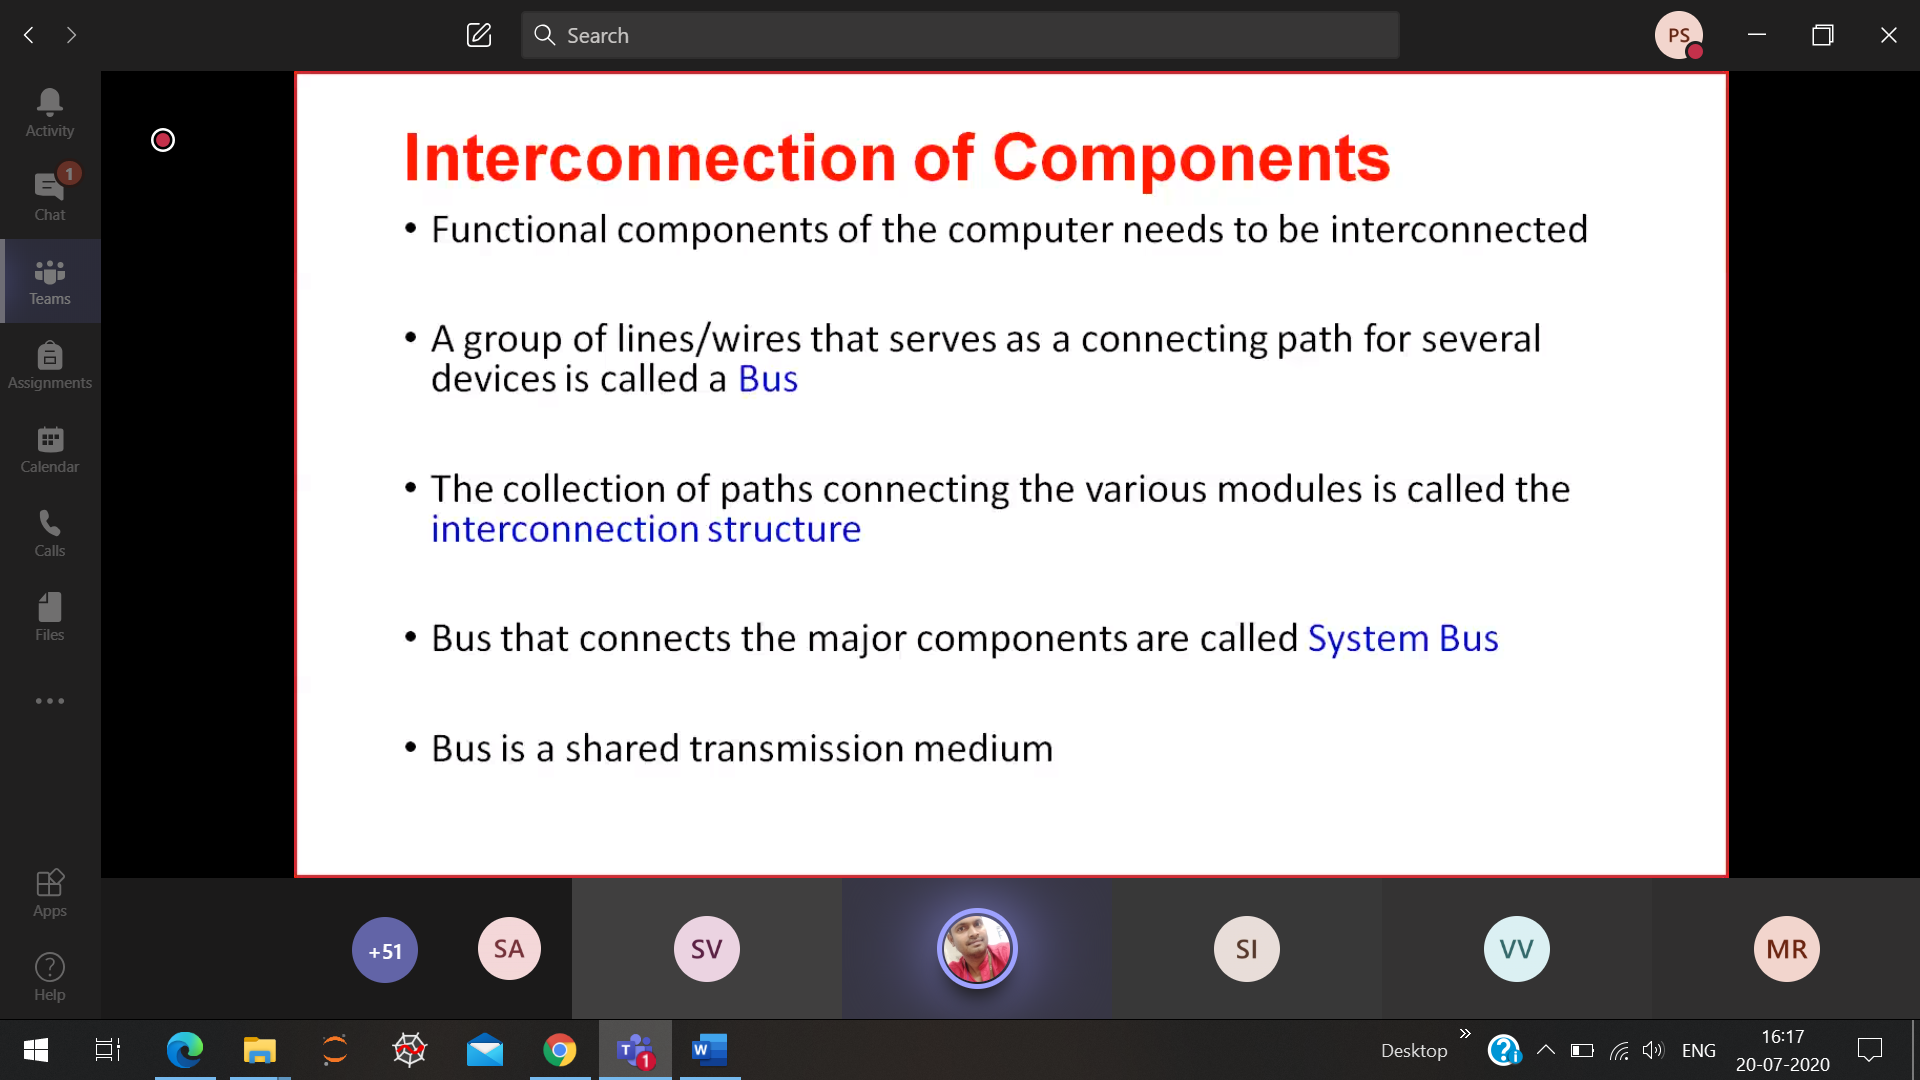 Search
PS
Activity
1
Chat
Teams
Assignments
Calendar
Calls
Files
Apps
Help
Interconnection of Components
• Functional components of the computer needs to be interconnected
• A group of lines/wires that serves as a connecting path for several
devices is called a Bus
• The collection of paths connecting the various modules is called the
interconnection structure
• Bus that connects the major components are called System Bus
• Bus is a shared transmission medium
+51
SA
SV
SI
VV
MR
T
1
W
Desktop
»
ENG
16:17
20-07-2020